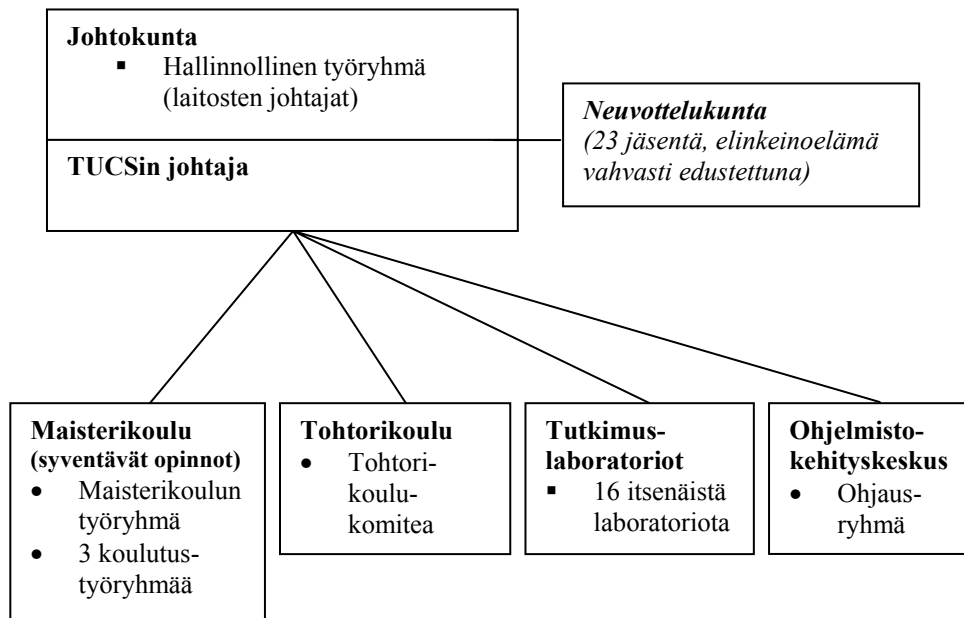 Johtokunta
▪ Hallinnollinen työryhmä
(laitosten johtajat)
Neuvottelukunta
(23 jäsentä, elinkeinoelämä
vahvasti edustettuna)
TUCSin johtaja
Maisterikoulu
(syventävät opinnot)
• Maisterikoulun
työryhmä
• 3 koulutus-
työryhmää
Tohtorikoulu
• Tohtori-
koulu-
komitea
Tutkimus-
laboratoriot
▪ 16 itsenäistä
laboratoriota
Ohjelmisto-
kehityskeskus
• Ohjaus-
ryhmä